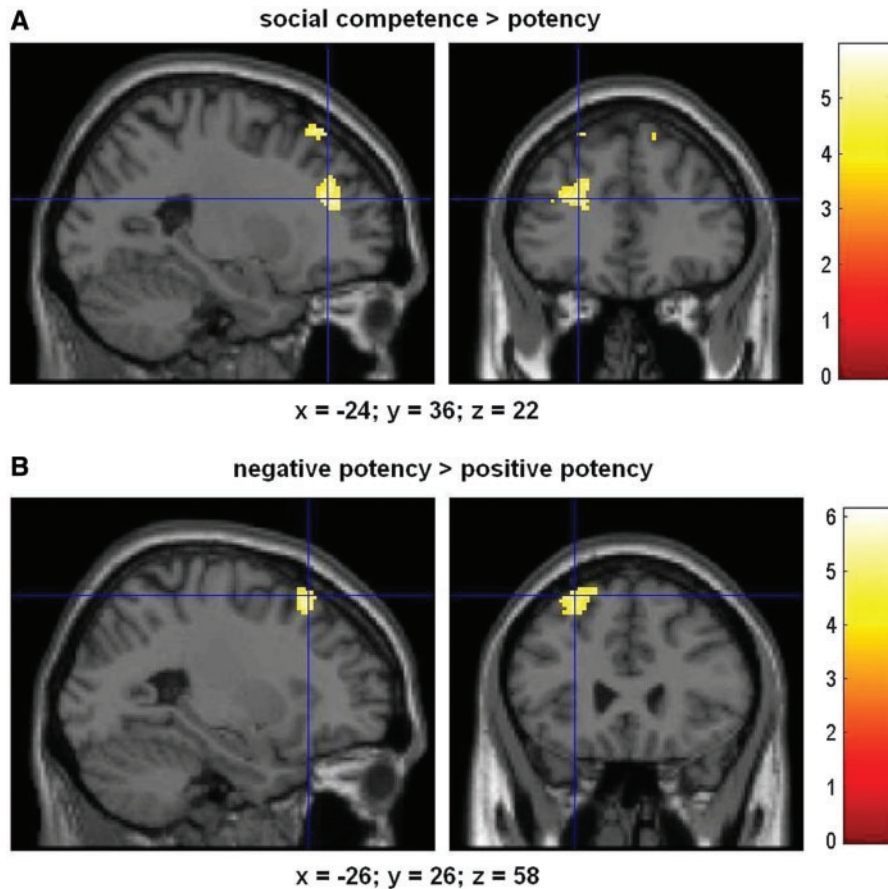 A
social competence > potency
5
4
3
2
1
0
x = -24; y = 36; z = 22
B
negative potency > positive potency
6
5
4
3
2
1
0
x = -26; y = 26; z = 58